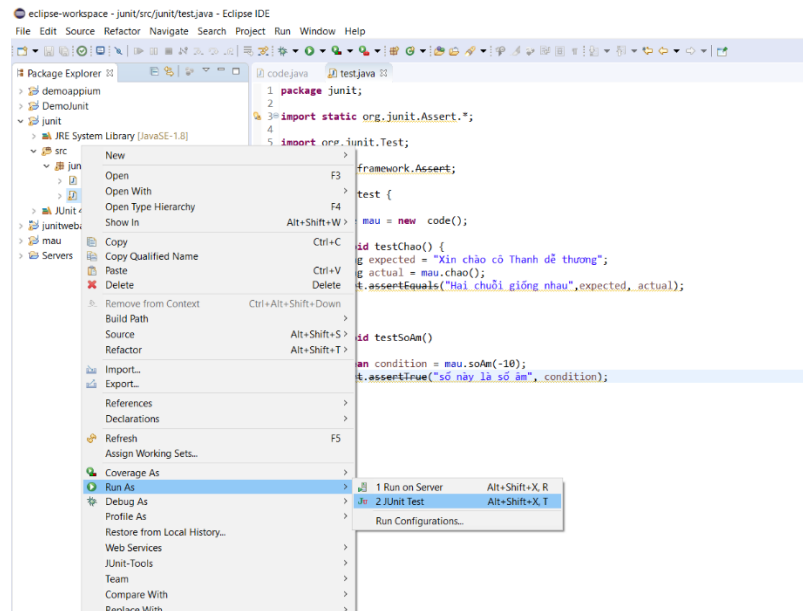 eclipse-workspace - junit/src/junit/test.java - Eclipse IDE
File Edit Source Refactor Navigate Search Project Run Window Help
Package Explorer
code.java
test.java
demoappium
DemoJunit
junit
JRE System Library [JavaSE-1.8]
src
jun
JUnit 4
junitweba
mau
Servers
1 package junit;
2
3 import static org.junit.Assert.*;
4
5 import org.junit.Test;
framework.Assert;
test {
mau = new code();
id testChao() {
g expected = "Xin chào cô Thanh dễ thương";
g actual = mau.chao();
t.assertEquals("Hai chuỗi giống nhau",expected, actual);
id testSoAm()
an condition = mau.soAm(-10);
t.assertTrue("số này là số âm", condition);
New
Open F3
Open With
Open Type Hierarchy F4
Show In Alt+Shift+W
Copy Ctrl+C
Copy Qualified Name
Paste Ctrl+V
Delete Delete
Remove from Context Ctrl+Alt+Shift+Down
Build Path
Source Alt+Shift+S
Refactor Alt+Shift+T
Import...
Export...
References
Declarations
Refresh F5
Assign Working Sets...
Coverage As
Run As
Debug As
Profile As
Restore from Local History...
Web Services
JUnit-Tools
Team
Compare With
Replace With
1 Run on Server Alt+Shift+X, R
Ju 2 JUnit Test Alt+Shift+X, T
Run Configurations...